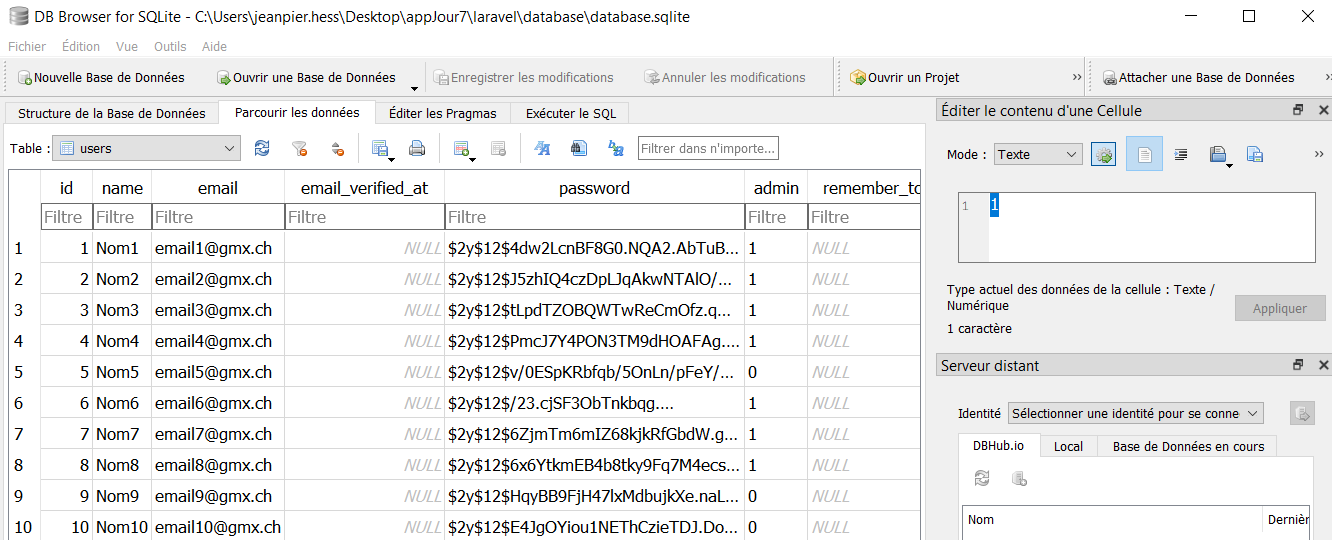 DB Browser for SQLite - C:\Users\jeanpier.hess\Desktop\appJour7\laravel\database\database.sqlite
Fichier Édition Vue Outils Aide
Nouvelle Base de Données Ouvrir une Base de Données Enregistrer les modifications Annuler les modifications Ouvrir un Projet » Attacher une Base de Données »
Structure de la Base de Données Parcourir les données Éditer les Pragmas Exécuter le SQL
Table : users Filtrer dans n'importe...
id name email email_verified_at password admin remember_to
Filtre Filtre Filtre Filtre Filtre Filtre Filtre
1 1 Nom1 email1@gmx.ch NULL $2y$12$4dw2LcnBF8G0.NQA2.AbTuB... 1 NULL
2 2 Nom2 email2@gmx.ch NULL $2y$12$J5zhIQ4czDpLJqAkwNTAlO/... 1 NULL
3 3 Nom3 email3@gmx.ch NULL $2y$12$tLpdTZOBQWTwReCmOfz.q... 1 NULL
4 4 Nom4 email4@gmx.ch NULL $2y$12$PmcJ7Y4PON3TM9dHOAFAg.... 1 NULL
5 5 Nom5 email5@gmx.ch NULL $2y$12$v/0ESpKRbfqb/5OnLn/pFeY/... 0 NULL
6 6 Nom6 email6@gmx.ch NULL $2y$12$/23.cjSF3ObTnkbqg.... 1 NULL
7 7 Nom7 email7@gmx.ch NULL $2y$12$6ZjmTm6mIZ68kjkRfGbdW.g... 1 NULL
8 8 Nom8 email8@gmx.ch NULL $2y$12$6x6YtkmEB4b8tky9Fq7M4ecs... 1 NULL
9 9 Nom9 email9@gmx.ch NULL $2y$12$HqyBB9FjH47lxMdbujkXe.naL... 0 NULL
10 10 Nom10 email10@gmx.ch NULL $2y$12$E4JgOYiou1NEThCzieTDJ.Do... 0 NULL
Éditer le contenu d'une Cellule
Mode : Texte »
1 1
Type actuel des données de la cellule : Texte /
Numérique
1 caractère
Appliquer
Serveur distant
Identité Sélectionner une identité pour se conne
DBHub.io Local Base de Données en cours
Nom Dernièr